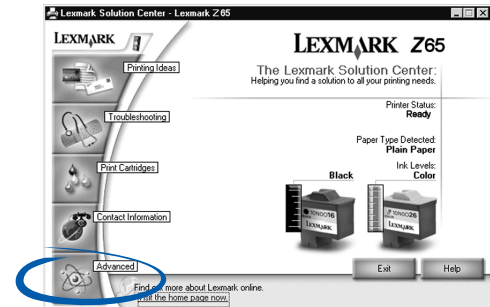 Lexmark Solution Center - Lexmark Z65
LEXMARK
LEXMARK Z65
The Lexmark Solution Center:
Helping you find a solution to all your printing needs.
Printing Ideas
Troubleshooting
Print Cartridges
Contact Information
Advanced
Printer Status:
Ready
Paper Type Detected:
Plain Paper
Ink Levels:
Black
Color
10N0016
LEXMARK
10N0026
LEXMARK
Exit
Help
Find out more about Lexmark online.
Visit the home page now.